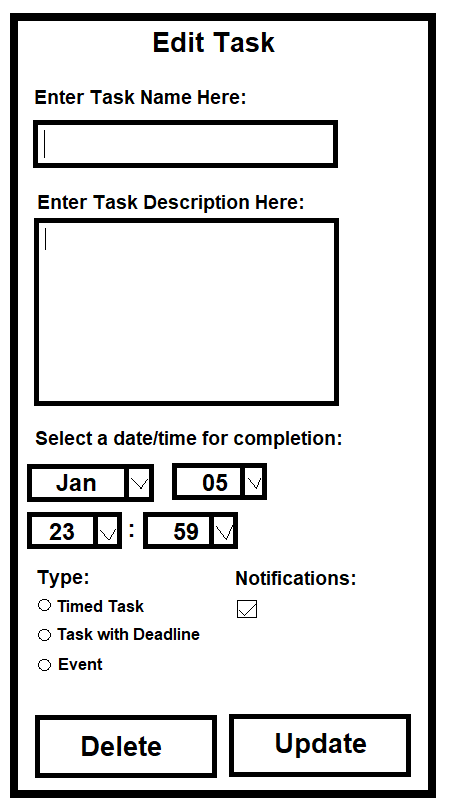 Edit Task
Enter Task Name Here:
Enter Task Description Here:
Select a date/time for completion:
Jan 05
23 : 59
Type: Notifications:
Timed Task
Task with Deadline
Event
Delete Update